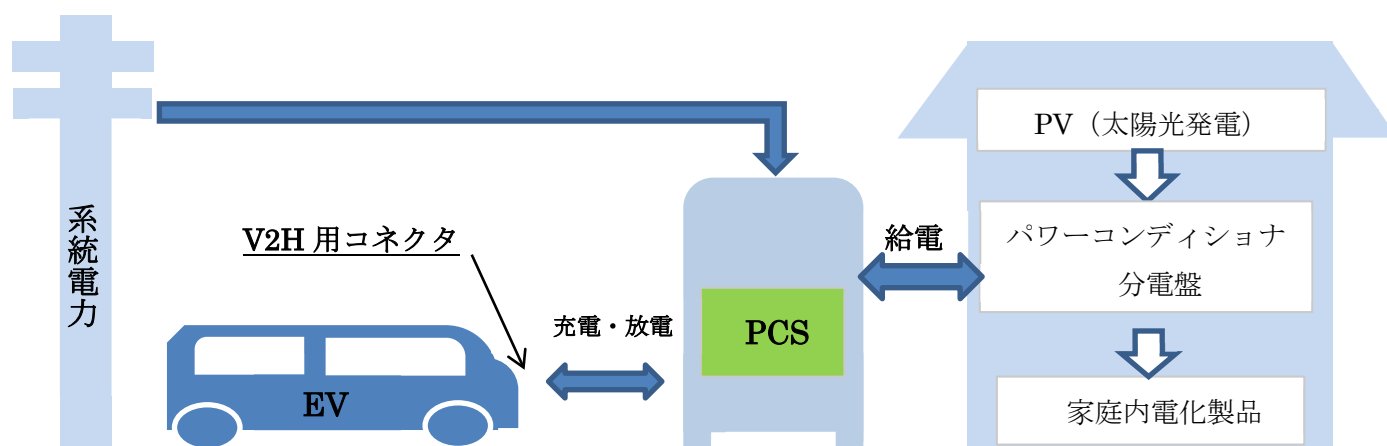 系統電力
V2H 用コネクタ
EV
充電・放電
PCS
給電
PV（太陽光発電）
パワーコンディショナ
分電盤
家庭内電化製品